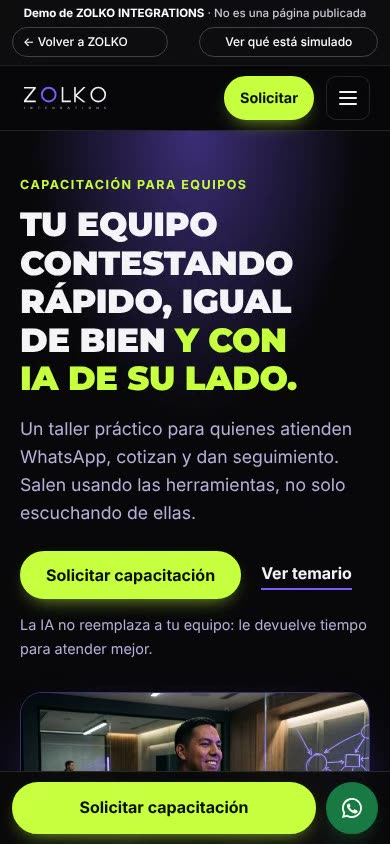 Demo de ZOLKO INTEGRATIONS · No es una página publicada
← Volver a ZOLKO
Ver qué está simulado
ZOLKO
INTEGRATIONS
Solicitar
CAPACITACIÓN PARA EQUIPOS
TU EQUIPO
CONTESTANDO
RÁPIDO, IGUAL
DE BIEN Y CON
IA DE SU LADO.
Un taller práctico para quienes atienden
WhatsApp, cotizan y dan seguimiento.
Salen usando las herramientas, no solo
escuchando de ellas.
Solicitar capacitación
Ver temario
La IA no reemplaza a tu equipo: le devuelve tiempo
para atender mejor.
Solicitar capacitación